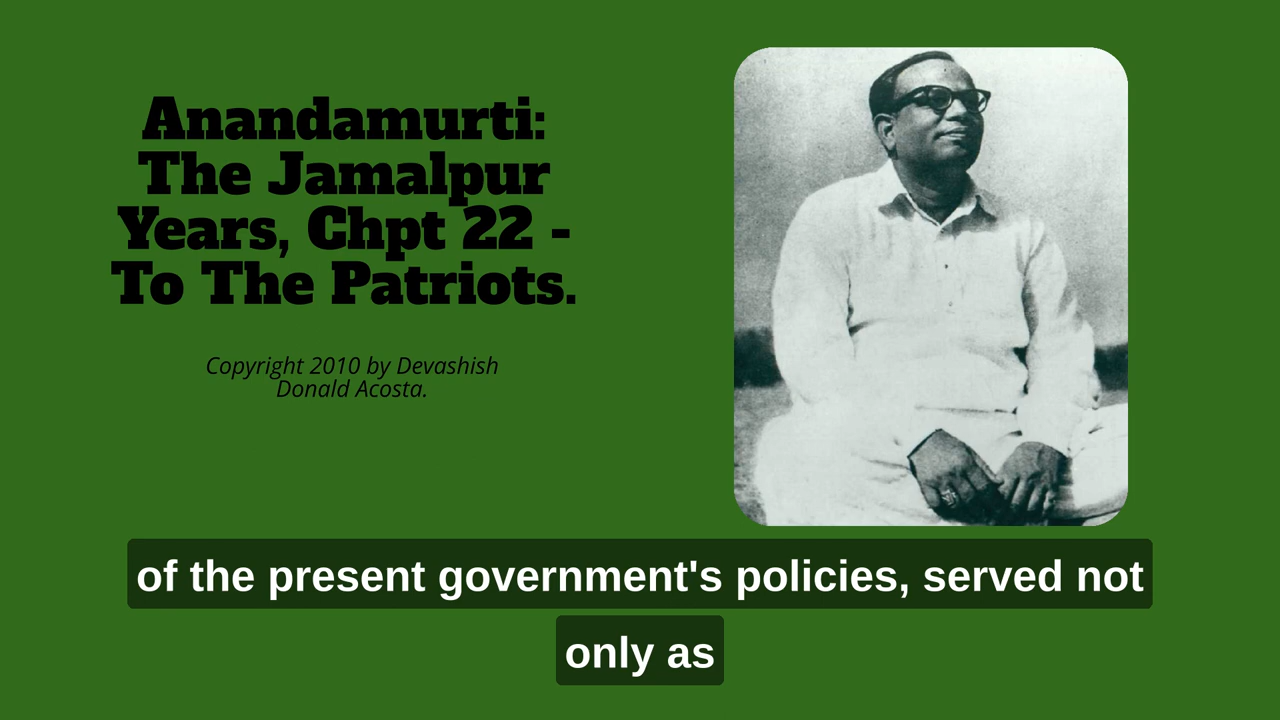 Anandamurti:
The Jamalpur
Years, Chpt 22 -
To The Patriots.
Copyright 2010 by Devashish
Donald Acosta.
of the present government's policies, served not
only as